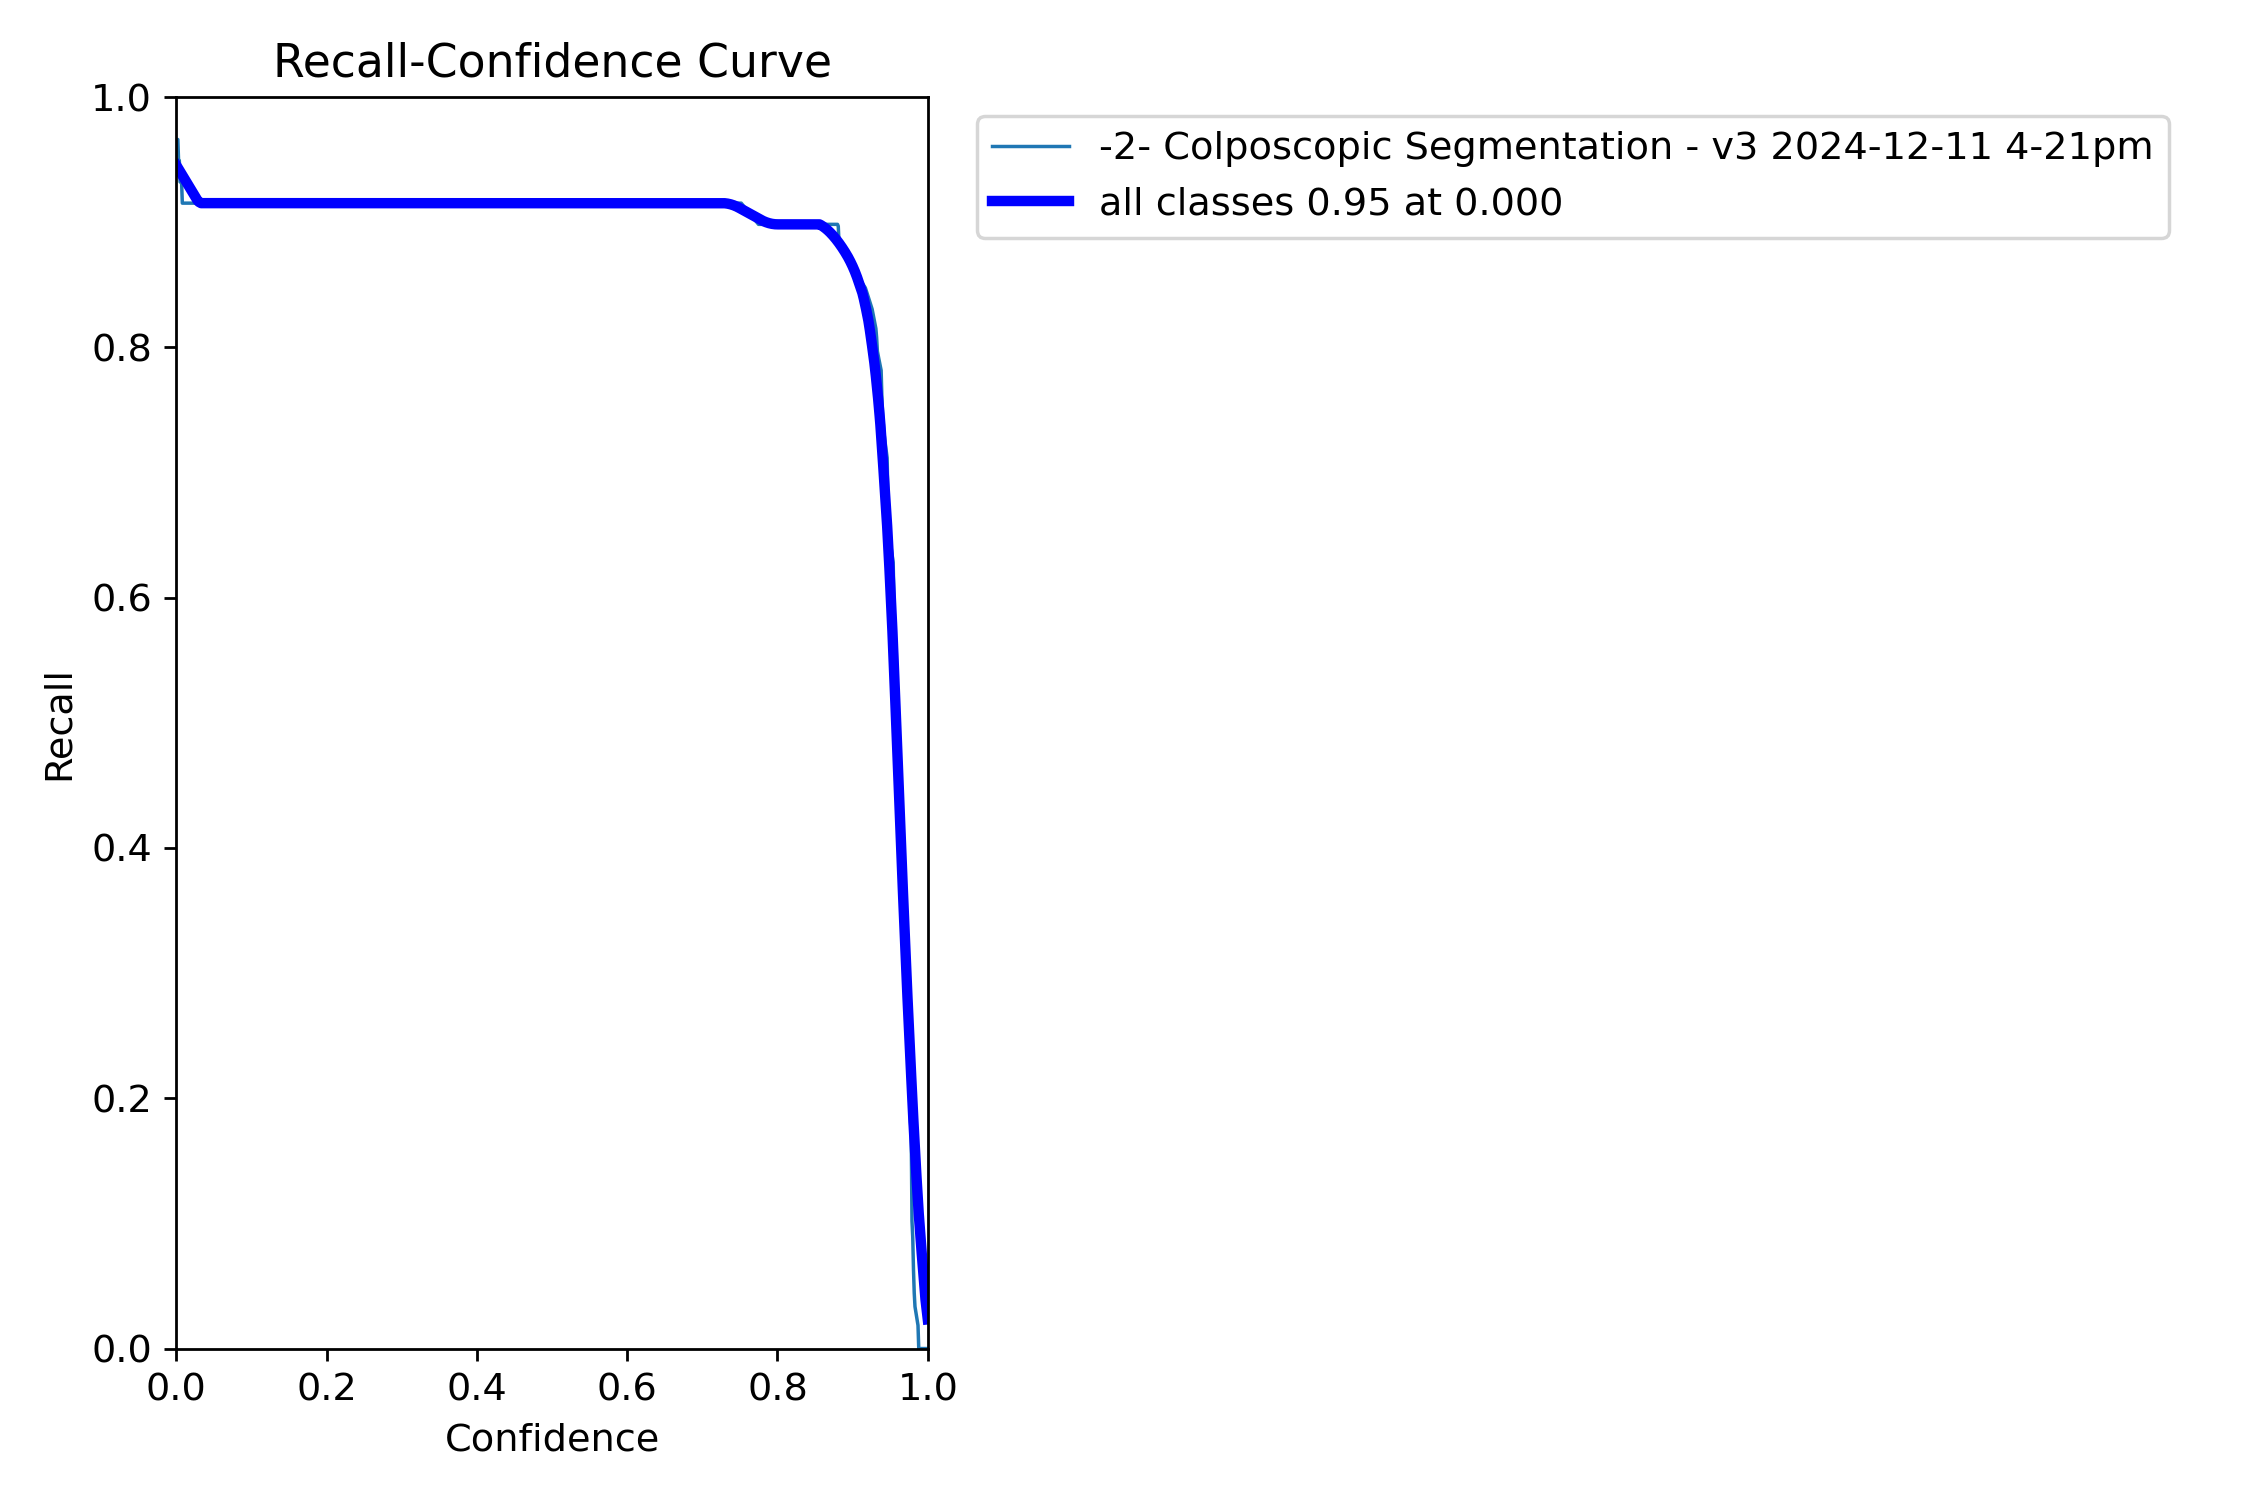 Recall-Confidence Curve
1.0
0.8
0.6
0.4
0.2
0.0
Recall
0.0 0.2 0.4 0.6 0.8 1.0
Confidence
-2- Colposcopic Segmentation - v3 2024-12-11 4-21pm
all classes 0.95 at 0.000